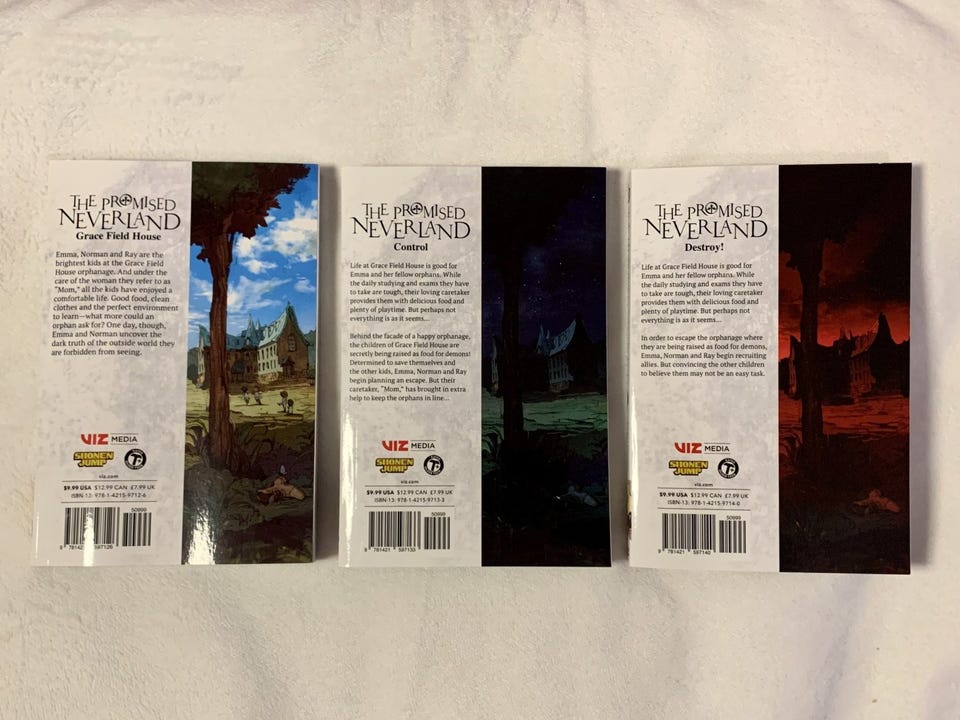 THE PROMISED
NEVERLAND
Grace Field House
Emma, Norman and Ray are the
brightest kids at the Grace Field
House orphanage. And under the
care of the woman they refer to as
"Mom," all the kids have enjoyed a
comfortable life. Good food, clean
clothes and the perfect environment
to learn—what more could an
orphan ask for? One day, though,
Emma and Norman uncover the
dark truth of the outside world they
are forbidden from seeing.
VIZ MEDIA
SHONEN
JUMP
viz.com
$9.99 USA $12.99 CAN £7.99 UK
ISBN-13: 978-1-4215-9712-6
50999
9 781421 597126
THE PROMISED
NEVERLAND
Control
Life at Grace Field House is good for
Emma and her fellow orphans. While
the daily studying and exams they have
to take are tough, their loving caretaker
provides them with delicious food and
plenty of playtime. But perhaps not
everything is as it seems...
Behind the facade of a happy orphanage,
the children of Grace Field House are
secretly being raised as food for demons!
Determined to save themselves and
the other kids, Emma, Norman and Ray
begin planning an escape. But their
caretaker, "Mom," has brought in extra
help to keep the orphans in line...
VIZ MEDIA
SHONEN
JUMP
viz.com
$9.99 USA $12.99 CAN £7.99 UK
ISBN-13: 978-1-4215-9713-3
50999
9 781421 597133
THE PROMISED
NEVERLAND
Destroy!
Life at Grace Field House is good for
Emma and her fellow orphans. While
the daily studying and exams they have
to take are tough, their loving caretaker
provides them with delicious food and
plenty of playtime. But perhaps not
everything is as it seems...
In order to escape the orphanage where
they are being raised as food for demons,
Emma, Norman and Ray begin recruiting
allies. But convincing the other children
to believe them may not be an easy task.
VIZ MEDIA
SHONEN
JUMP
viz.com
$9.99 USA $12.99 CAN £7.99 UK
ISBN-13: 978-1-4215-9714-0
50999
9 781421 597140